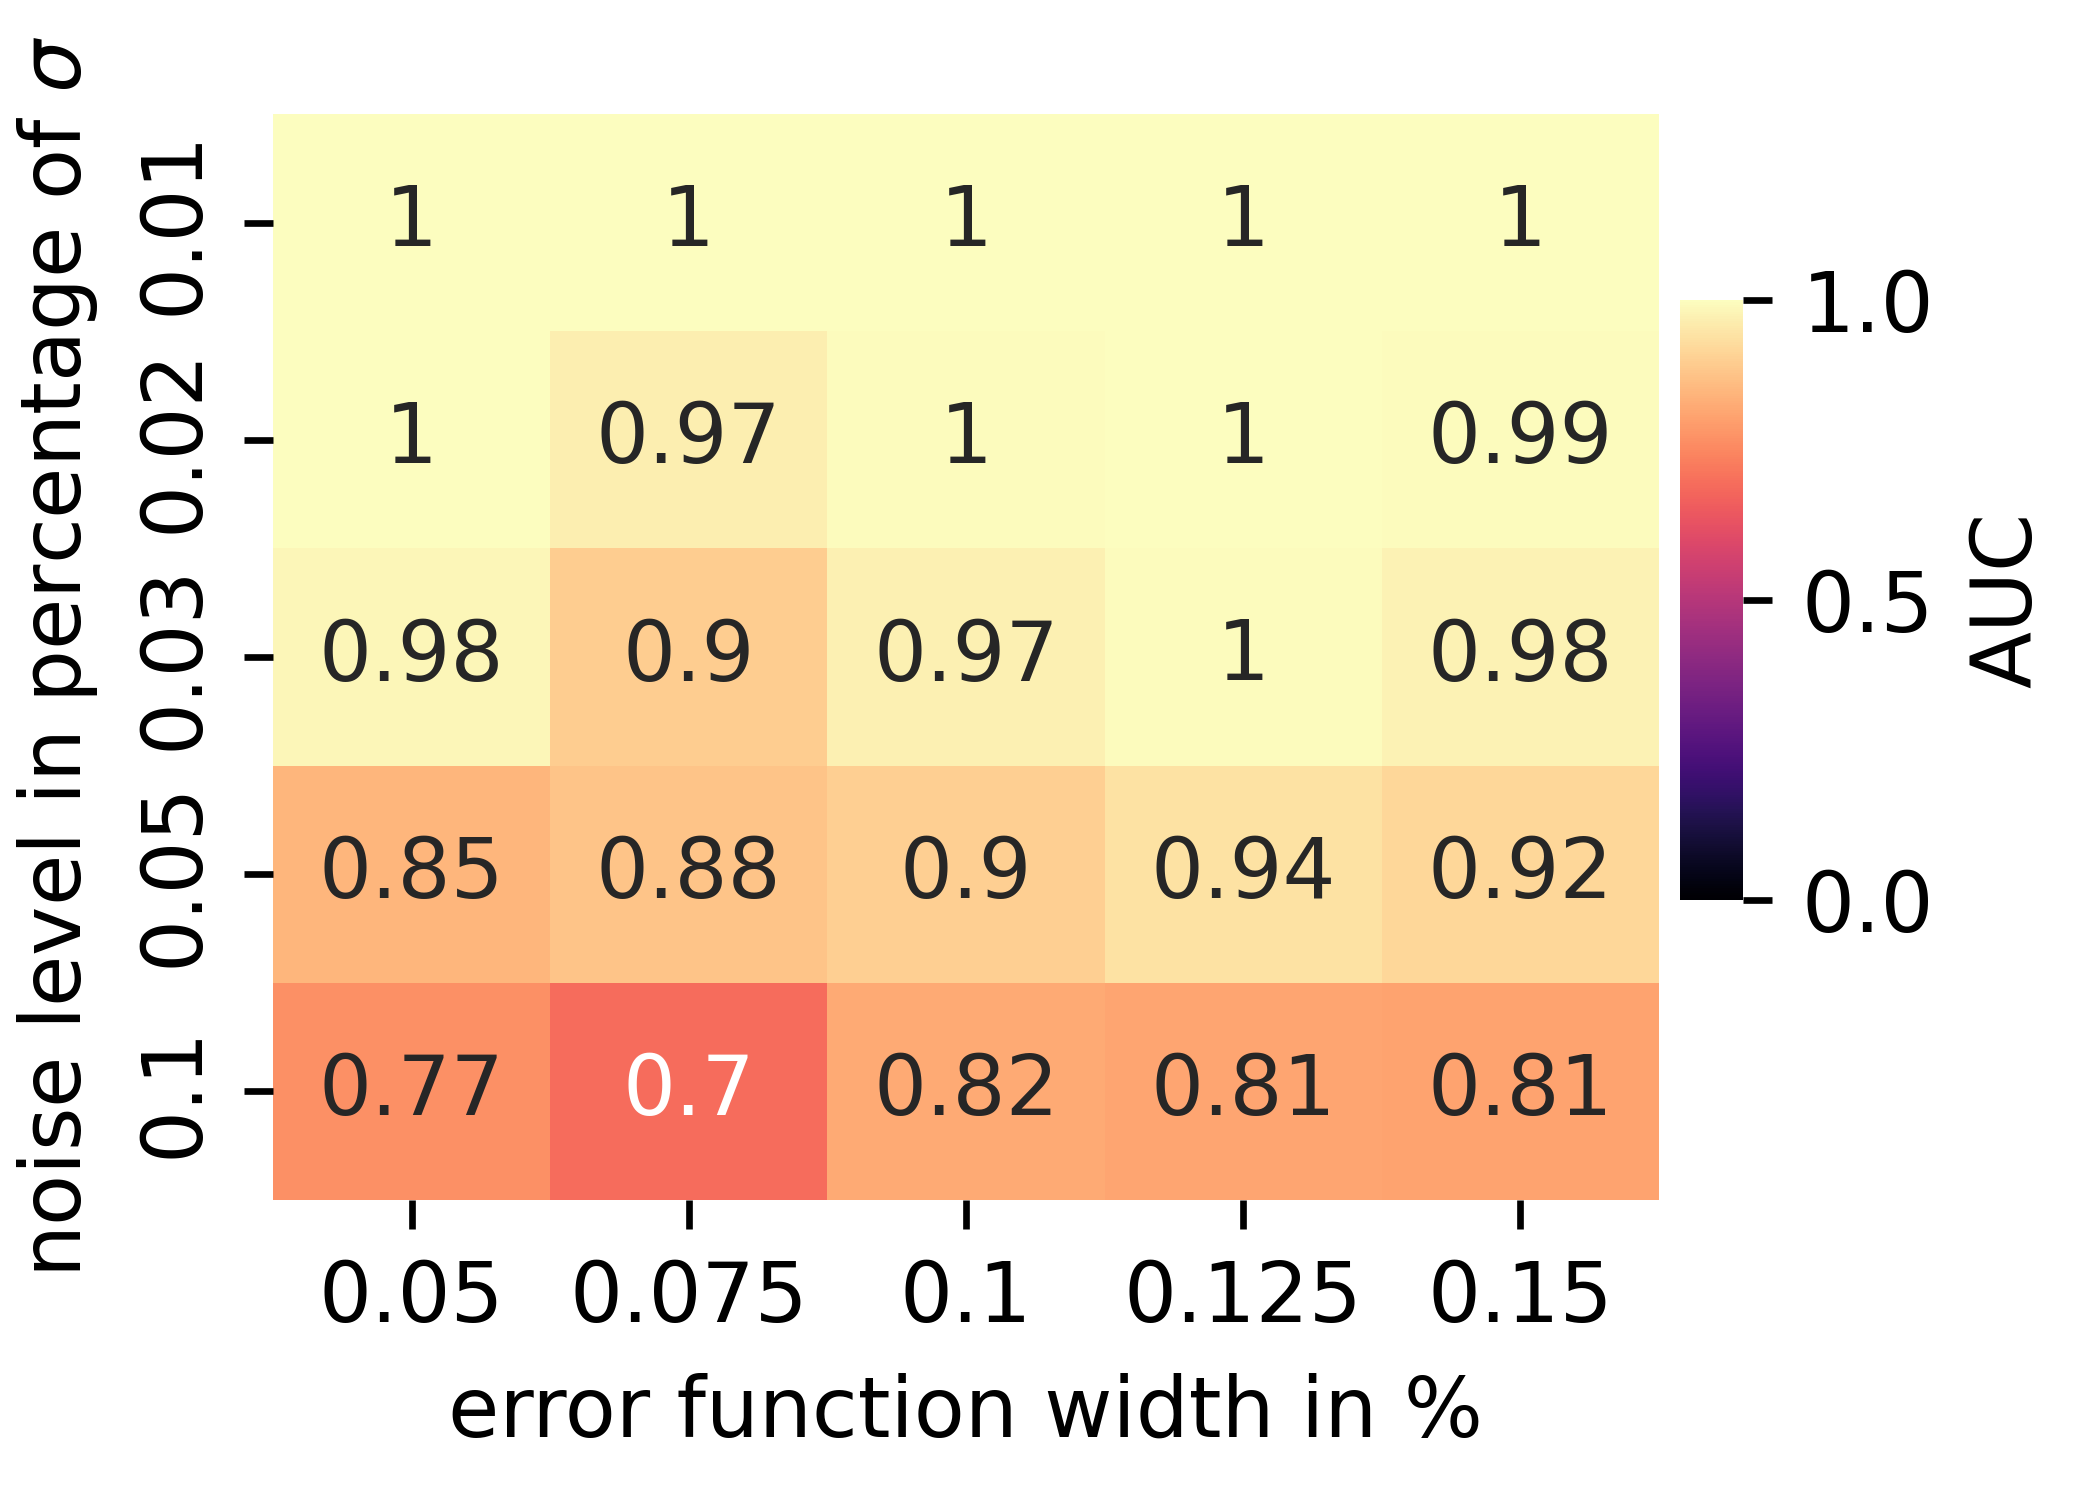 noise level in percentage of σ
0.01 1 1 1 1 1
0.02 1 0.97 1 1 0.99
0.03 0.98 0.9 0.97 1 0.98
0.05 0.85 0.88 0.9 0.94 0.92
0.1 0.77 0.7 0.82 0.81 0.81
0.05 0.075 0.1 0.125 0.15
error function width in %
1.0
0.5
0.0
AUC